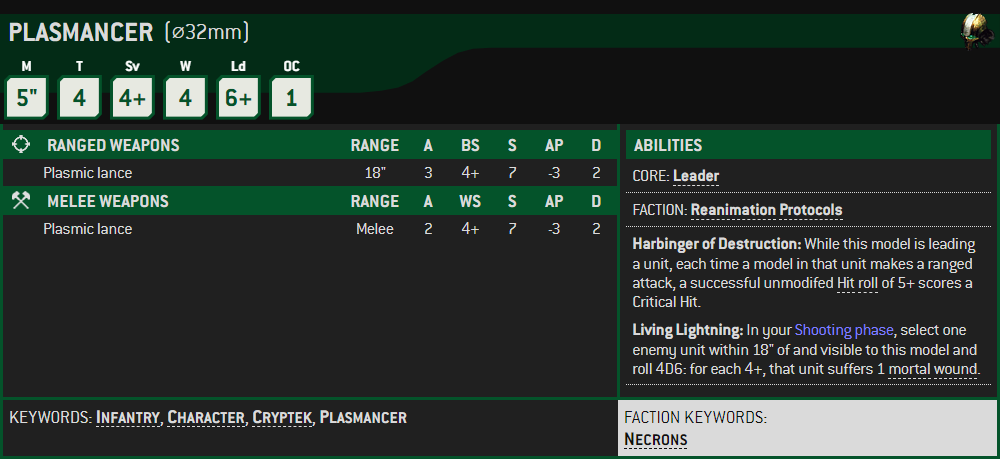 PLASMANCER (⌀32mm)
M T Sv W Ld OC
5" 4 4+ 4 6+ 1
RANGED WEAPONS RANGE A BS S AP D
Plasmic lance 18" 3 4+ 7 -3 2
MELEE WEAPONS RANGE A WS S AP D
Plasmic lance Melee 2 4+ 7 -3 2
ABILITIES
CORE: Leader
FACTION: Reanimation Protocols
Harbinger of Destruction: While this model is leading
a unit, each time a model in that unit makes a ranged
attack, a successful unmodifed Hit roll of 5+ scores a
Critical Hit.
Living Lightning: In your Shooting phase, select one
enemy unit within 18" of and visible to this model and
roll 4D6: for each 4+, that unit suffers 1 mortal wound.
KEYWORDS: INFANTRY, CHARACTER, CRYPTEK, PLASMANCER
FACTION KEYWORDS:
NECRONS